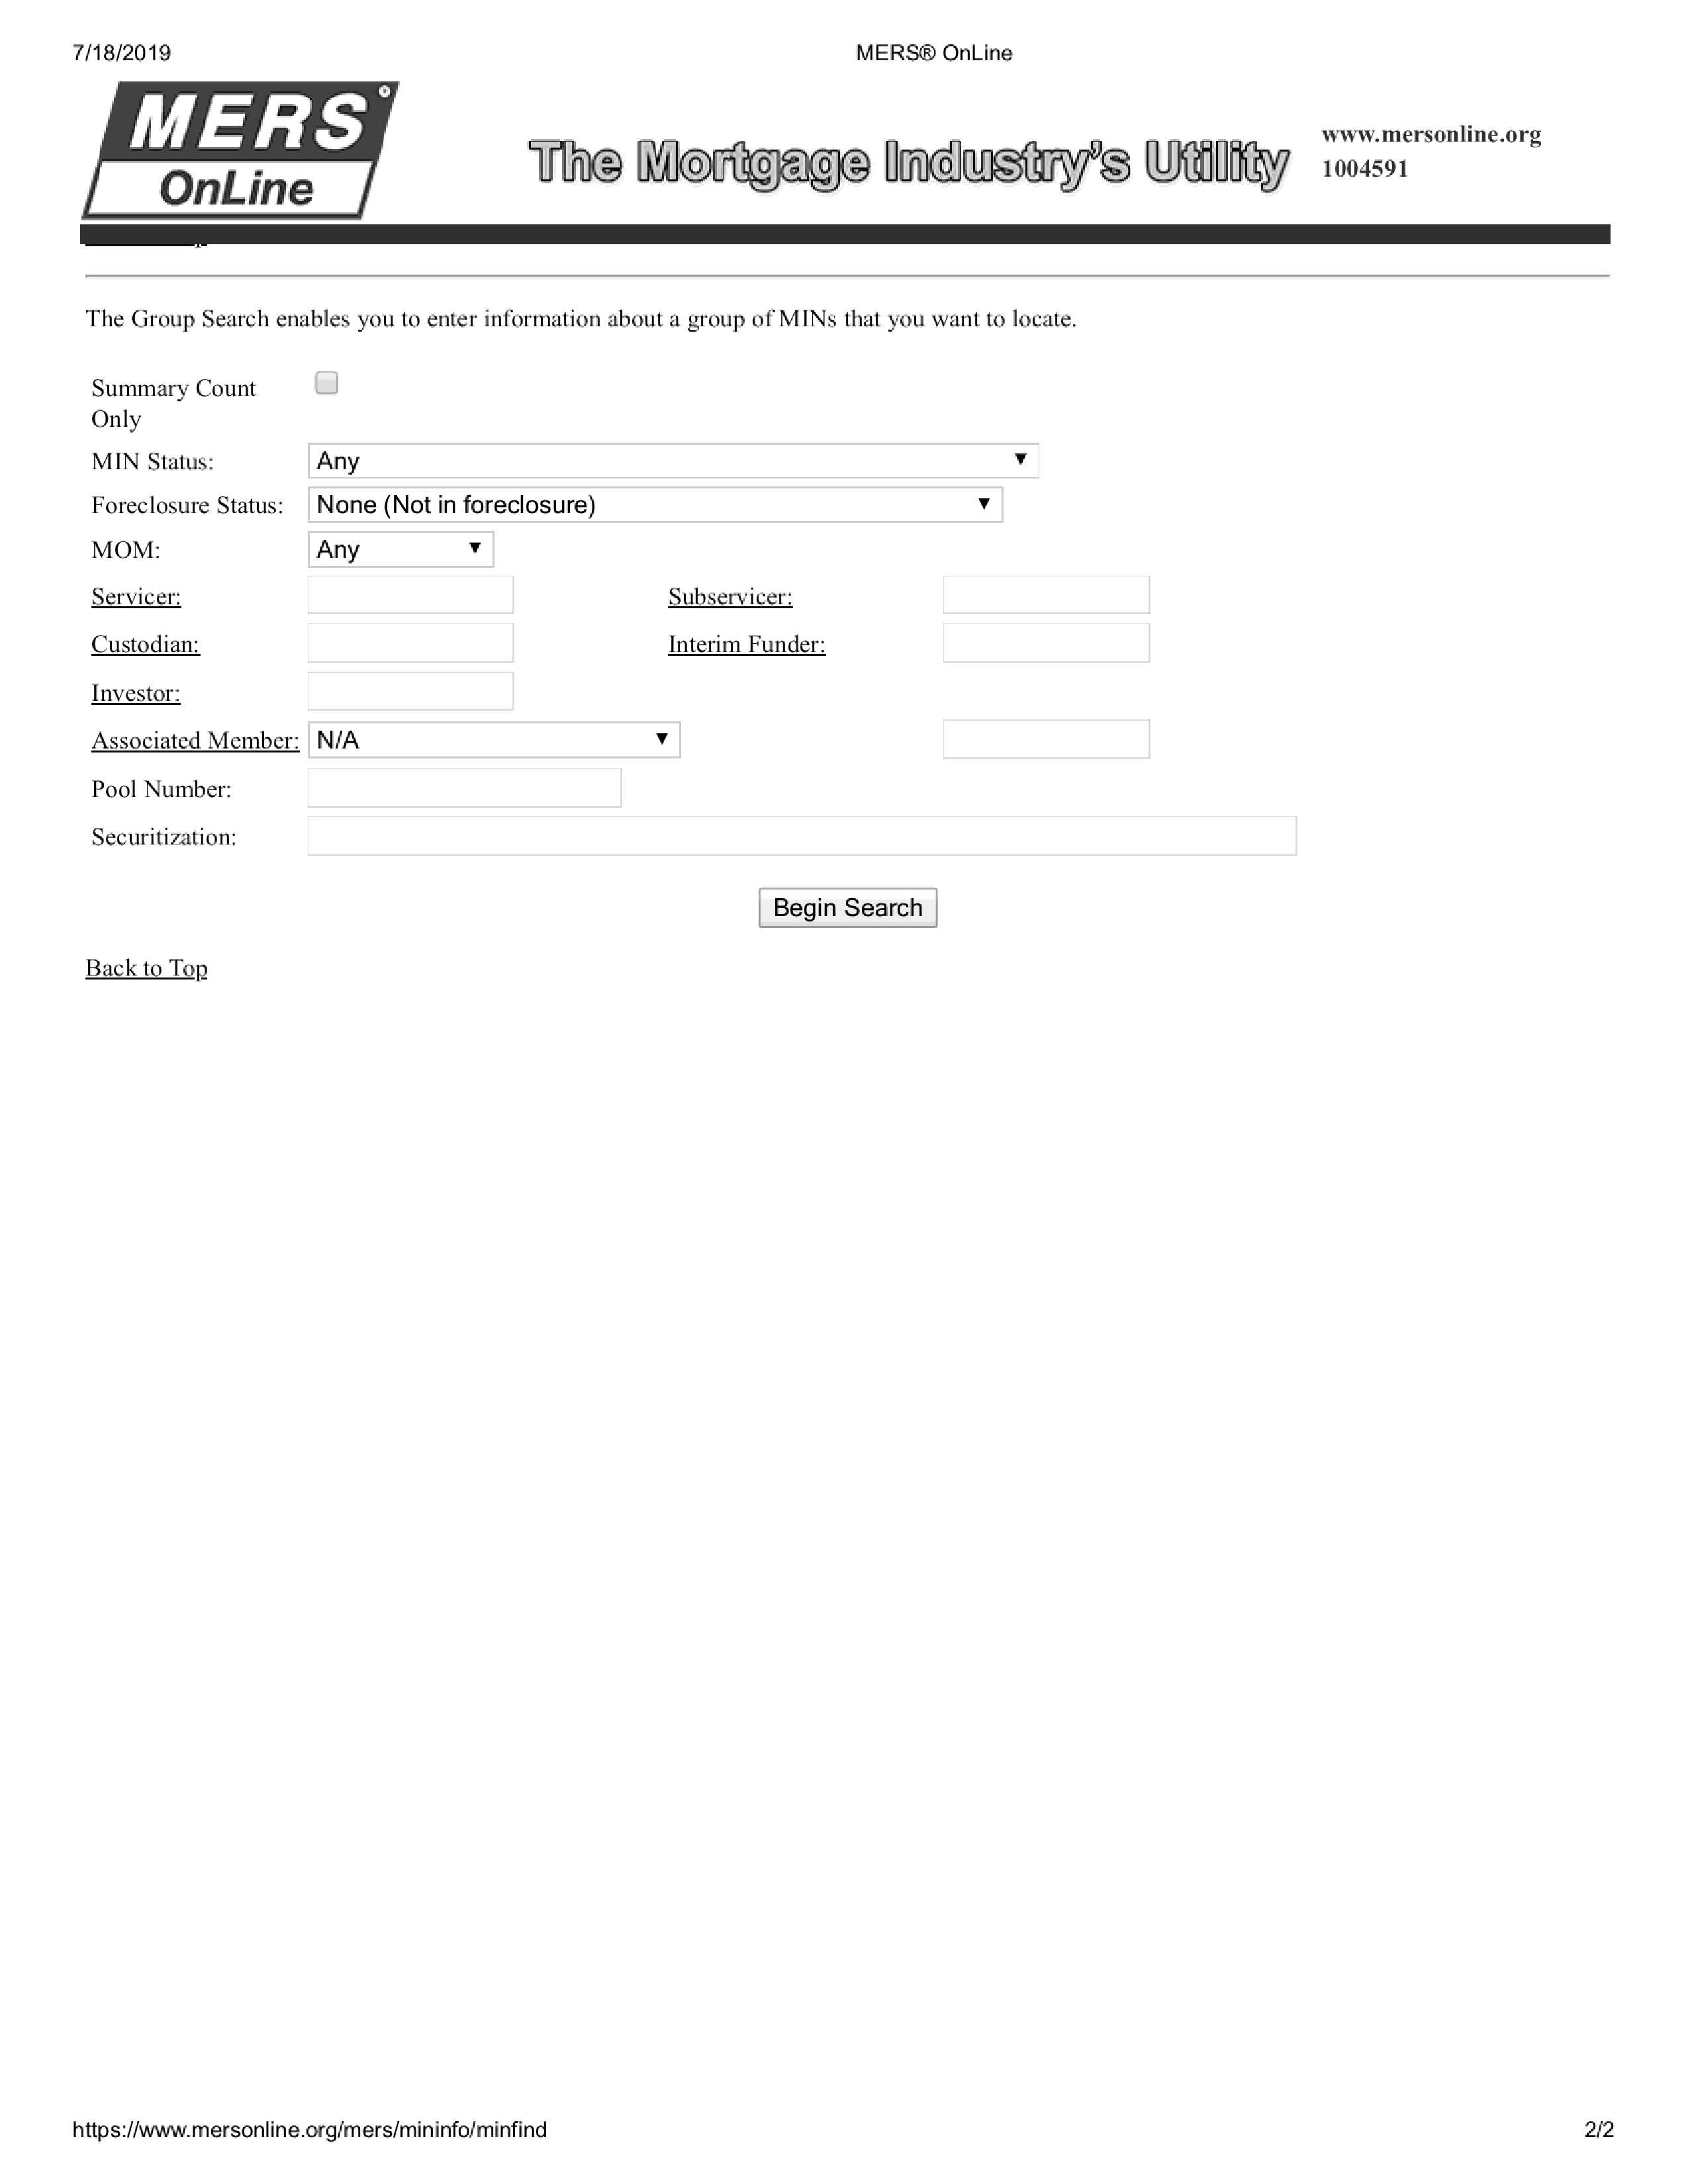 7/18/2019 MERS® OnLine
MERS®
OnLine
The Mortgage Industry's Utility
www.mersonline.org
1004591
The Group Search enables you to enter information about a group of MINs that you want to locate.
Summary Count
Only
MIN Status: Any
Foreclosure Status: None (Not in foreclosure)
MOM: Any
Servicer: Subservicer:
Custodian: Interim Funder:
Investor:
Associated Member: N/A
Pool Number:
Securitization:
Begin Search
Back to Top
https://www.mersonline.org/mers/mininfo/minfind 2/2